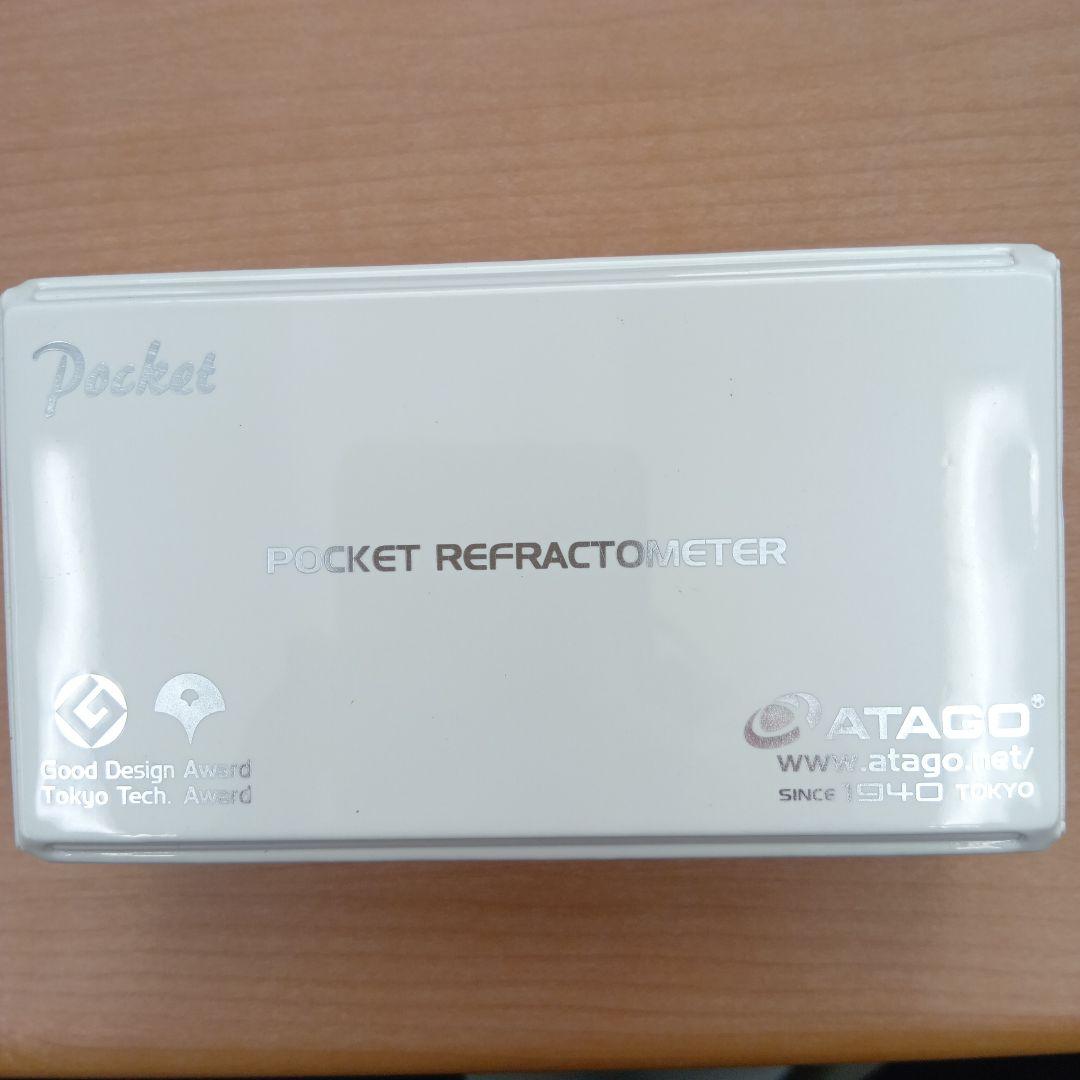 Pocket
POCKET REFRACTOMETER
Good Design Award
Tokyo Tech. Award
ATAGO
www.atago.net/
SINCE 1940 TOKYO